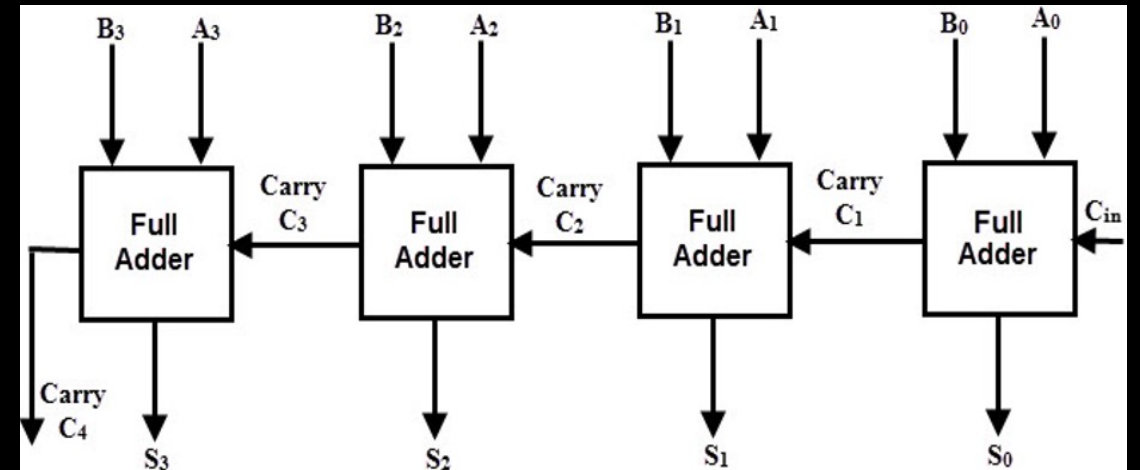 B₃ A₃ B₂ A₂ B₁ A₁ B₀ A₀
Carry
C₃
Carry
C₂
Carry
C₁
Cin
Full
Adder
Full
Adder
Full
Adder
Full
Adder
Carry
C₄
S₃ S₂ S₁ S₀